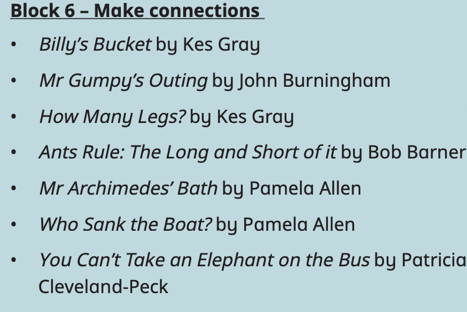 Block 6 – Make connections
• Billy's Bucket by Kes Gray
• Mr Gumpy's Outing by John Burningham
• How Many Legs? by Kes Gray
• Ants Rule: The Long and Short of it by Bob Barner
• Mr Archimedes' Bath by Pamela Allen
• Who Sank the Boat? by Pamela Allen
• You Can't Take an Elephant on the Bus by Patricia
Cleveland-Peck